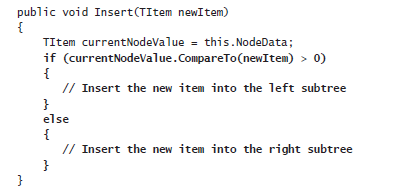 public void Insert(TItem newItem)
{
    TItem currentNodeValue = this.NodeData;
    if (currentNodeValue.CompareTo(newItem) > 0)
    {
        // Insert the new item into the left subtree
    }
    else
    {
        // Insert the new item into the right subtree
    }
}